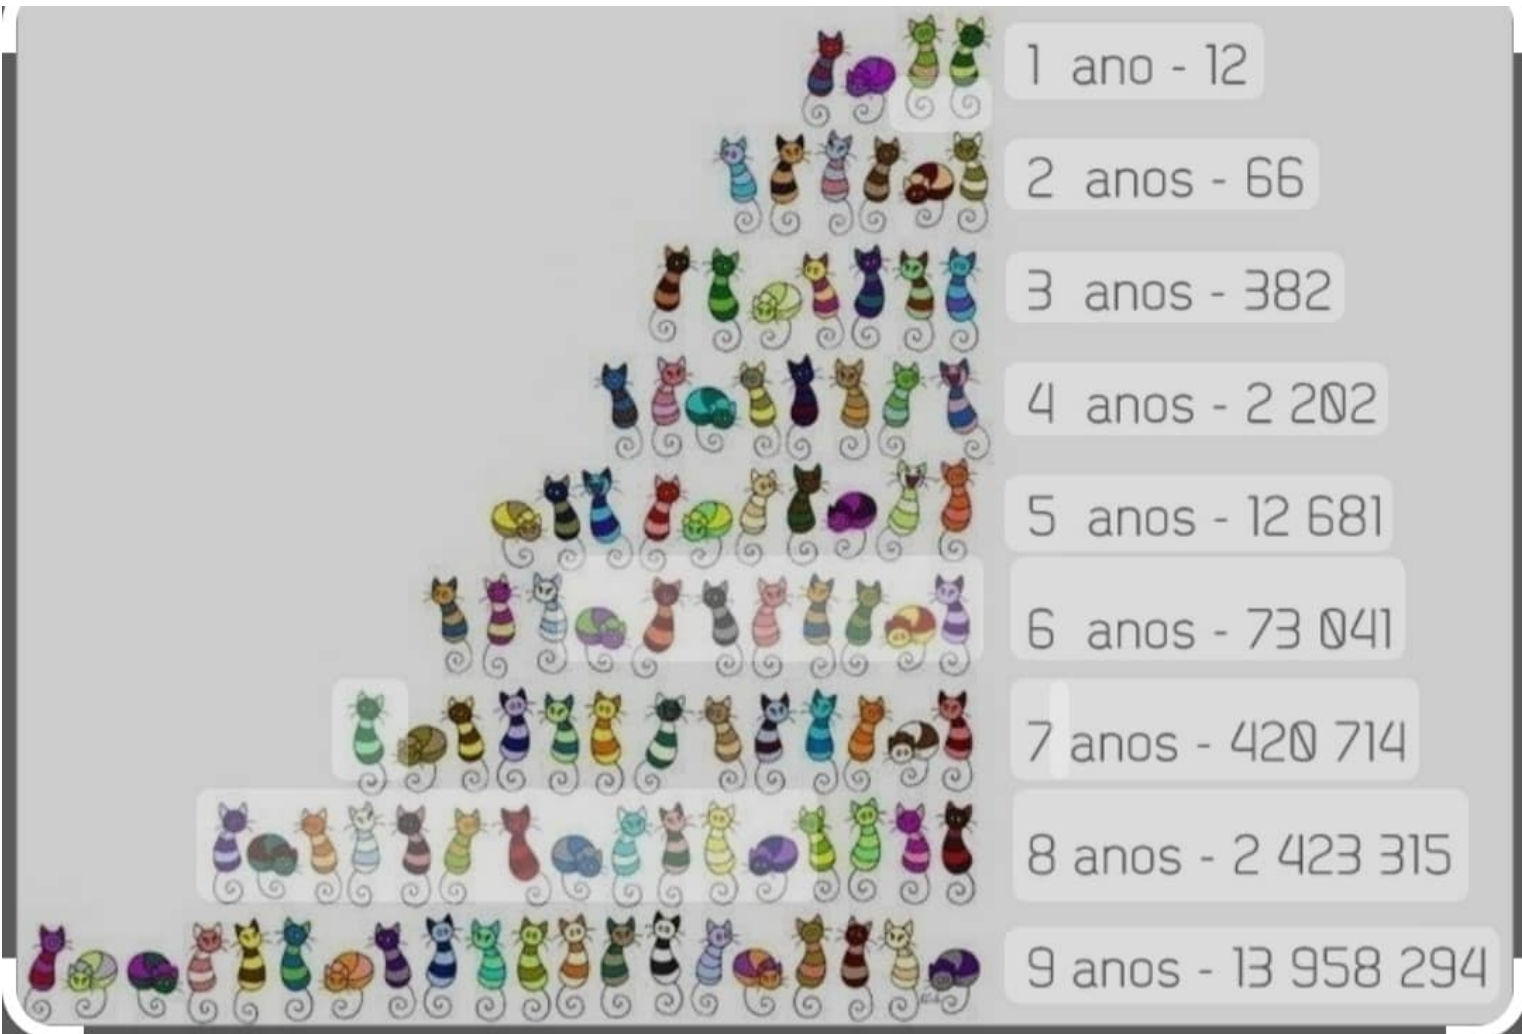 1 ano - 12
2 anos - 66
3 anos - 382
4 anos - 2 202
5 anos - 12 681
6 anos - 73 041
7 anos - 420 714
8 anos - 2 423 315
9 anos - 13 958 294